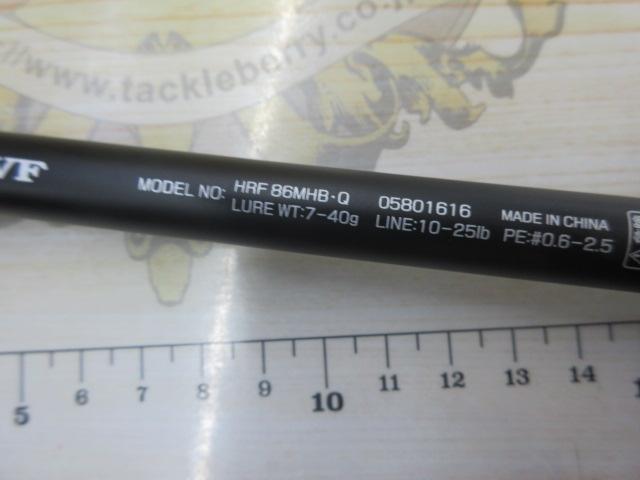 www.tackleberry.co.
VF
MODEL NO: HRF 86MHB·Q 05801616 MADE IN CHINA
LURE WT:7-40g LINE:10-25lb PE:#0.6-2.5
5 6 7 8 9 10 11 12 13 14